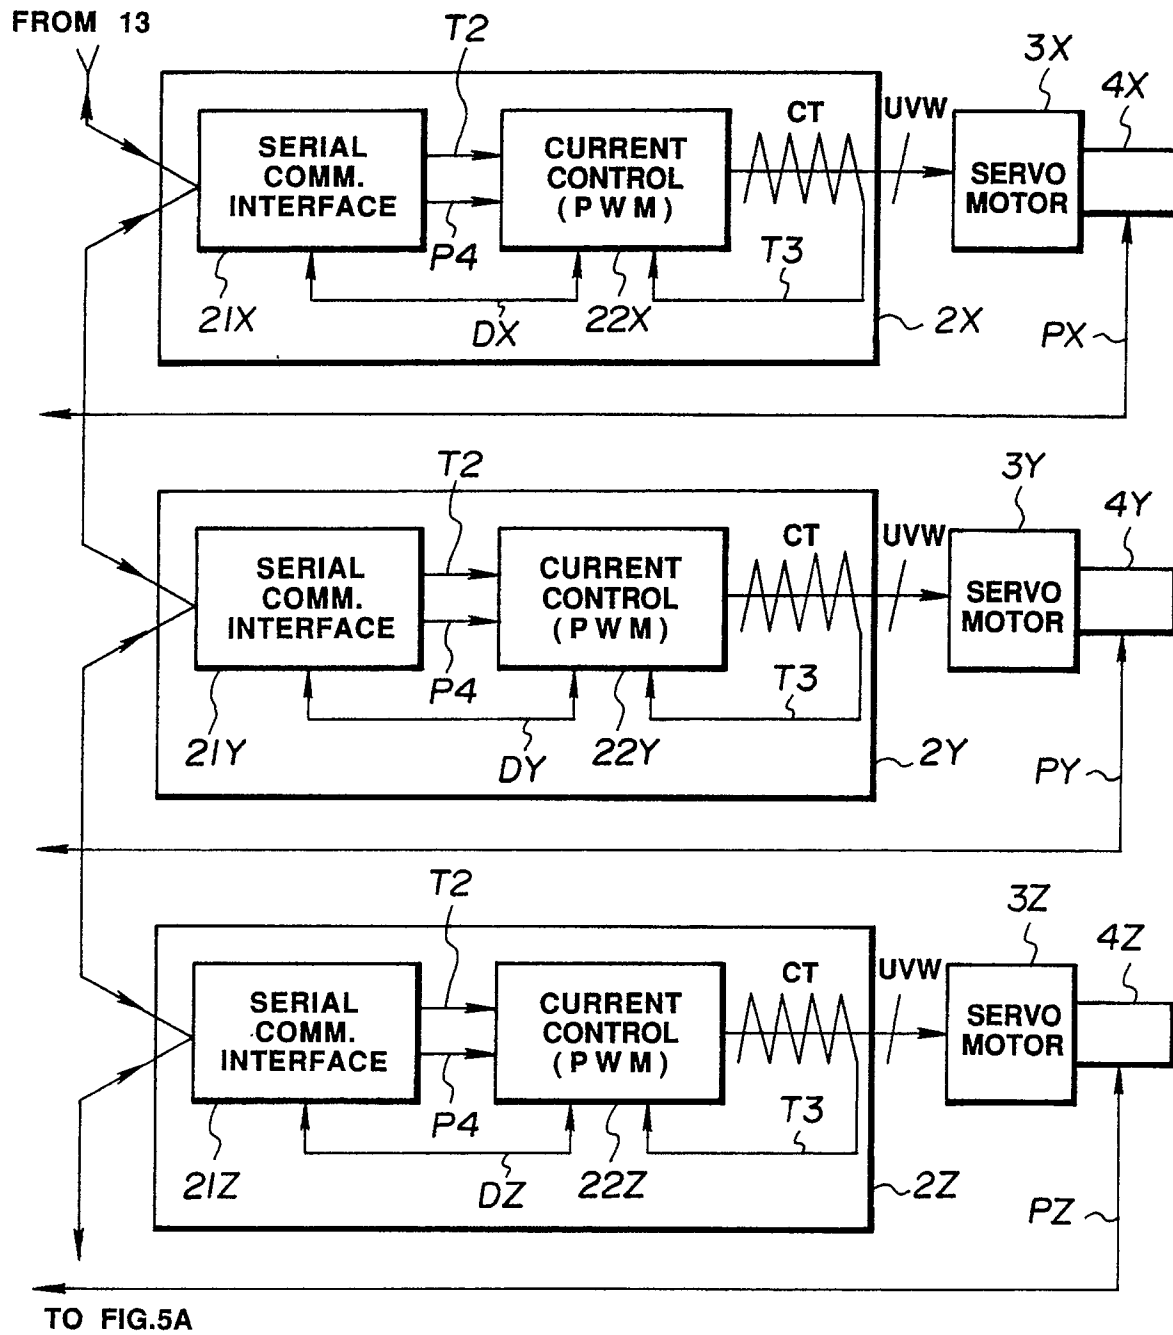 FROM 13
T2
3X
4X
CT
UVW
SERIAL
COMM.
INTERFACE
CURRENT
CONTROL
(PWM)
SERVO
MOTOR
P4
T3
21X
DX
22X
2X
PX
T2
3Y
4Y
CT
UVW
SERIAL
COMM.
INTERFACE
CURRENT
CONTROL
(PWM)
SERVO
MOTOR
P4
T3
21Y
DY
22Y
2Y
PY
T2
3Z
4Z
CT
UVW
SERIAL
COMM.
INTERFACE
CURRENT
CONTROL
(PWM)
SERVO
MOTOR
P4
T3
21Z
DZ
22Z
2Z
PZ
TO FIG.5A